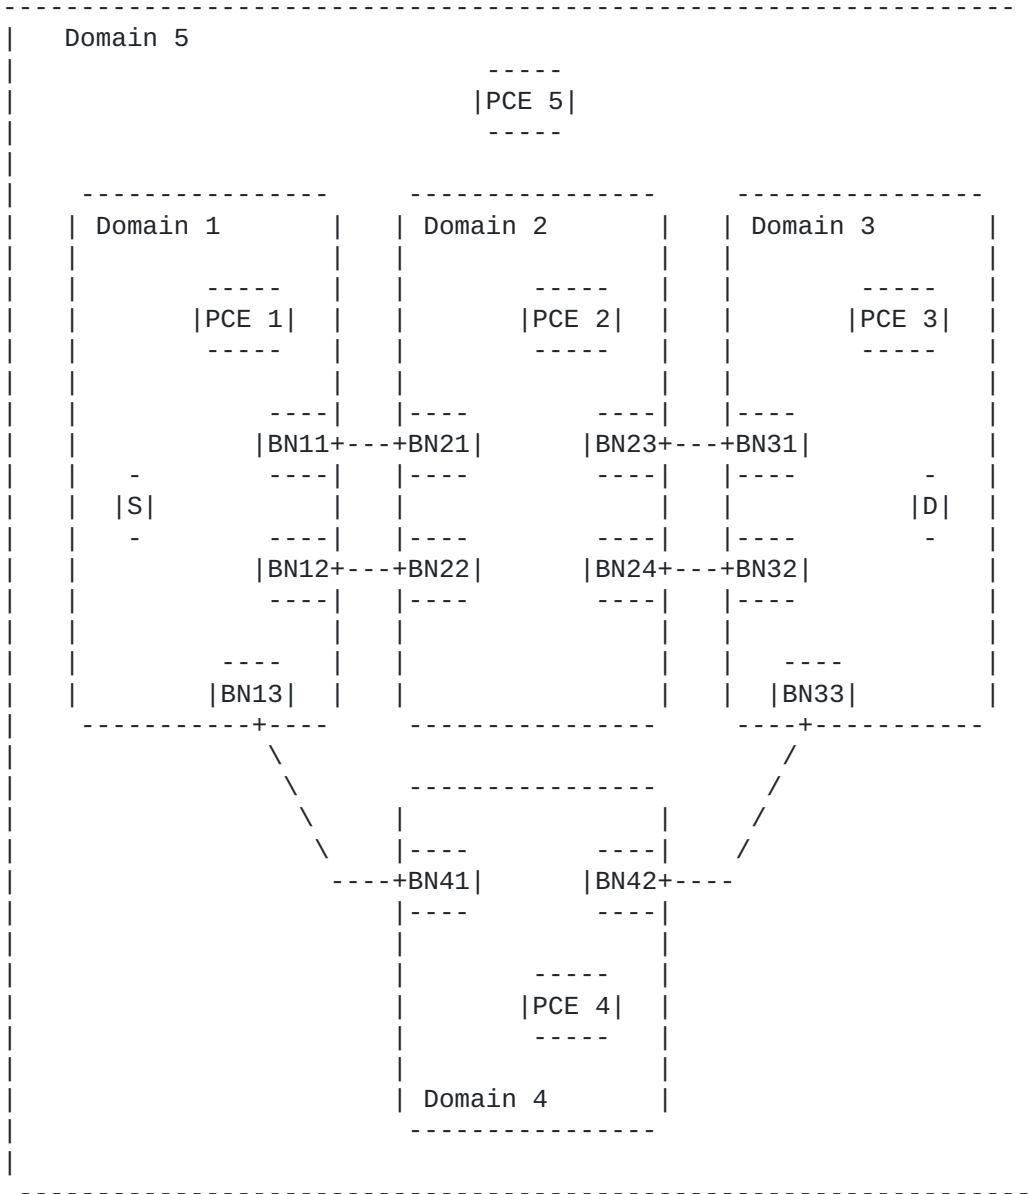 Domain 5
PCE 5
Domain 1 Domain 2 Domain 3
PCE 1 PCE 2 PCE 3
BN11+---+BN21 BN23+---+BN31
S D
BN12+---+BN22 BN24+---+BN32
BN13 BN33
----+BN41 BN42+----
PCE 4
Domain 4